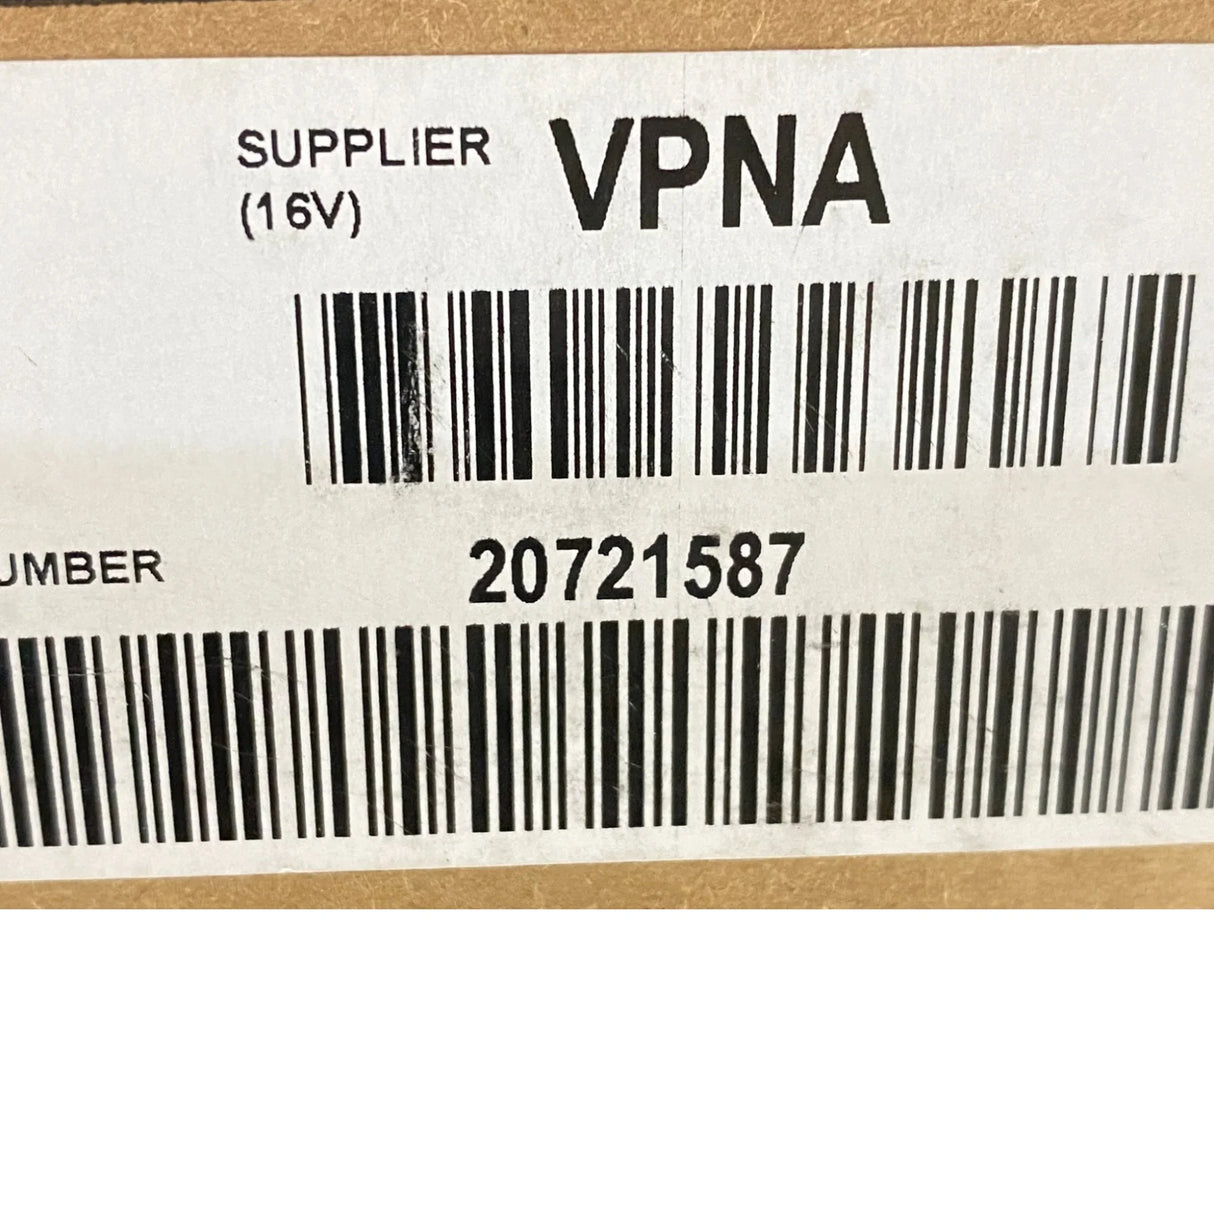 SUPPLIER VPNA
(16V)
UMBER 20721587